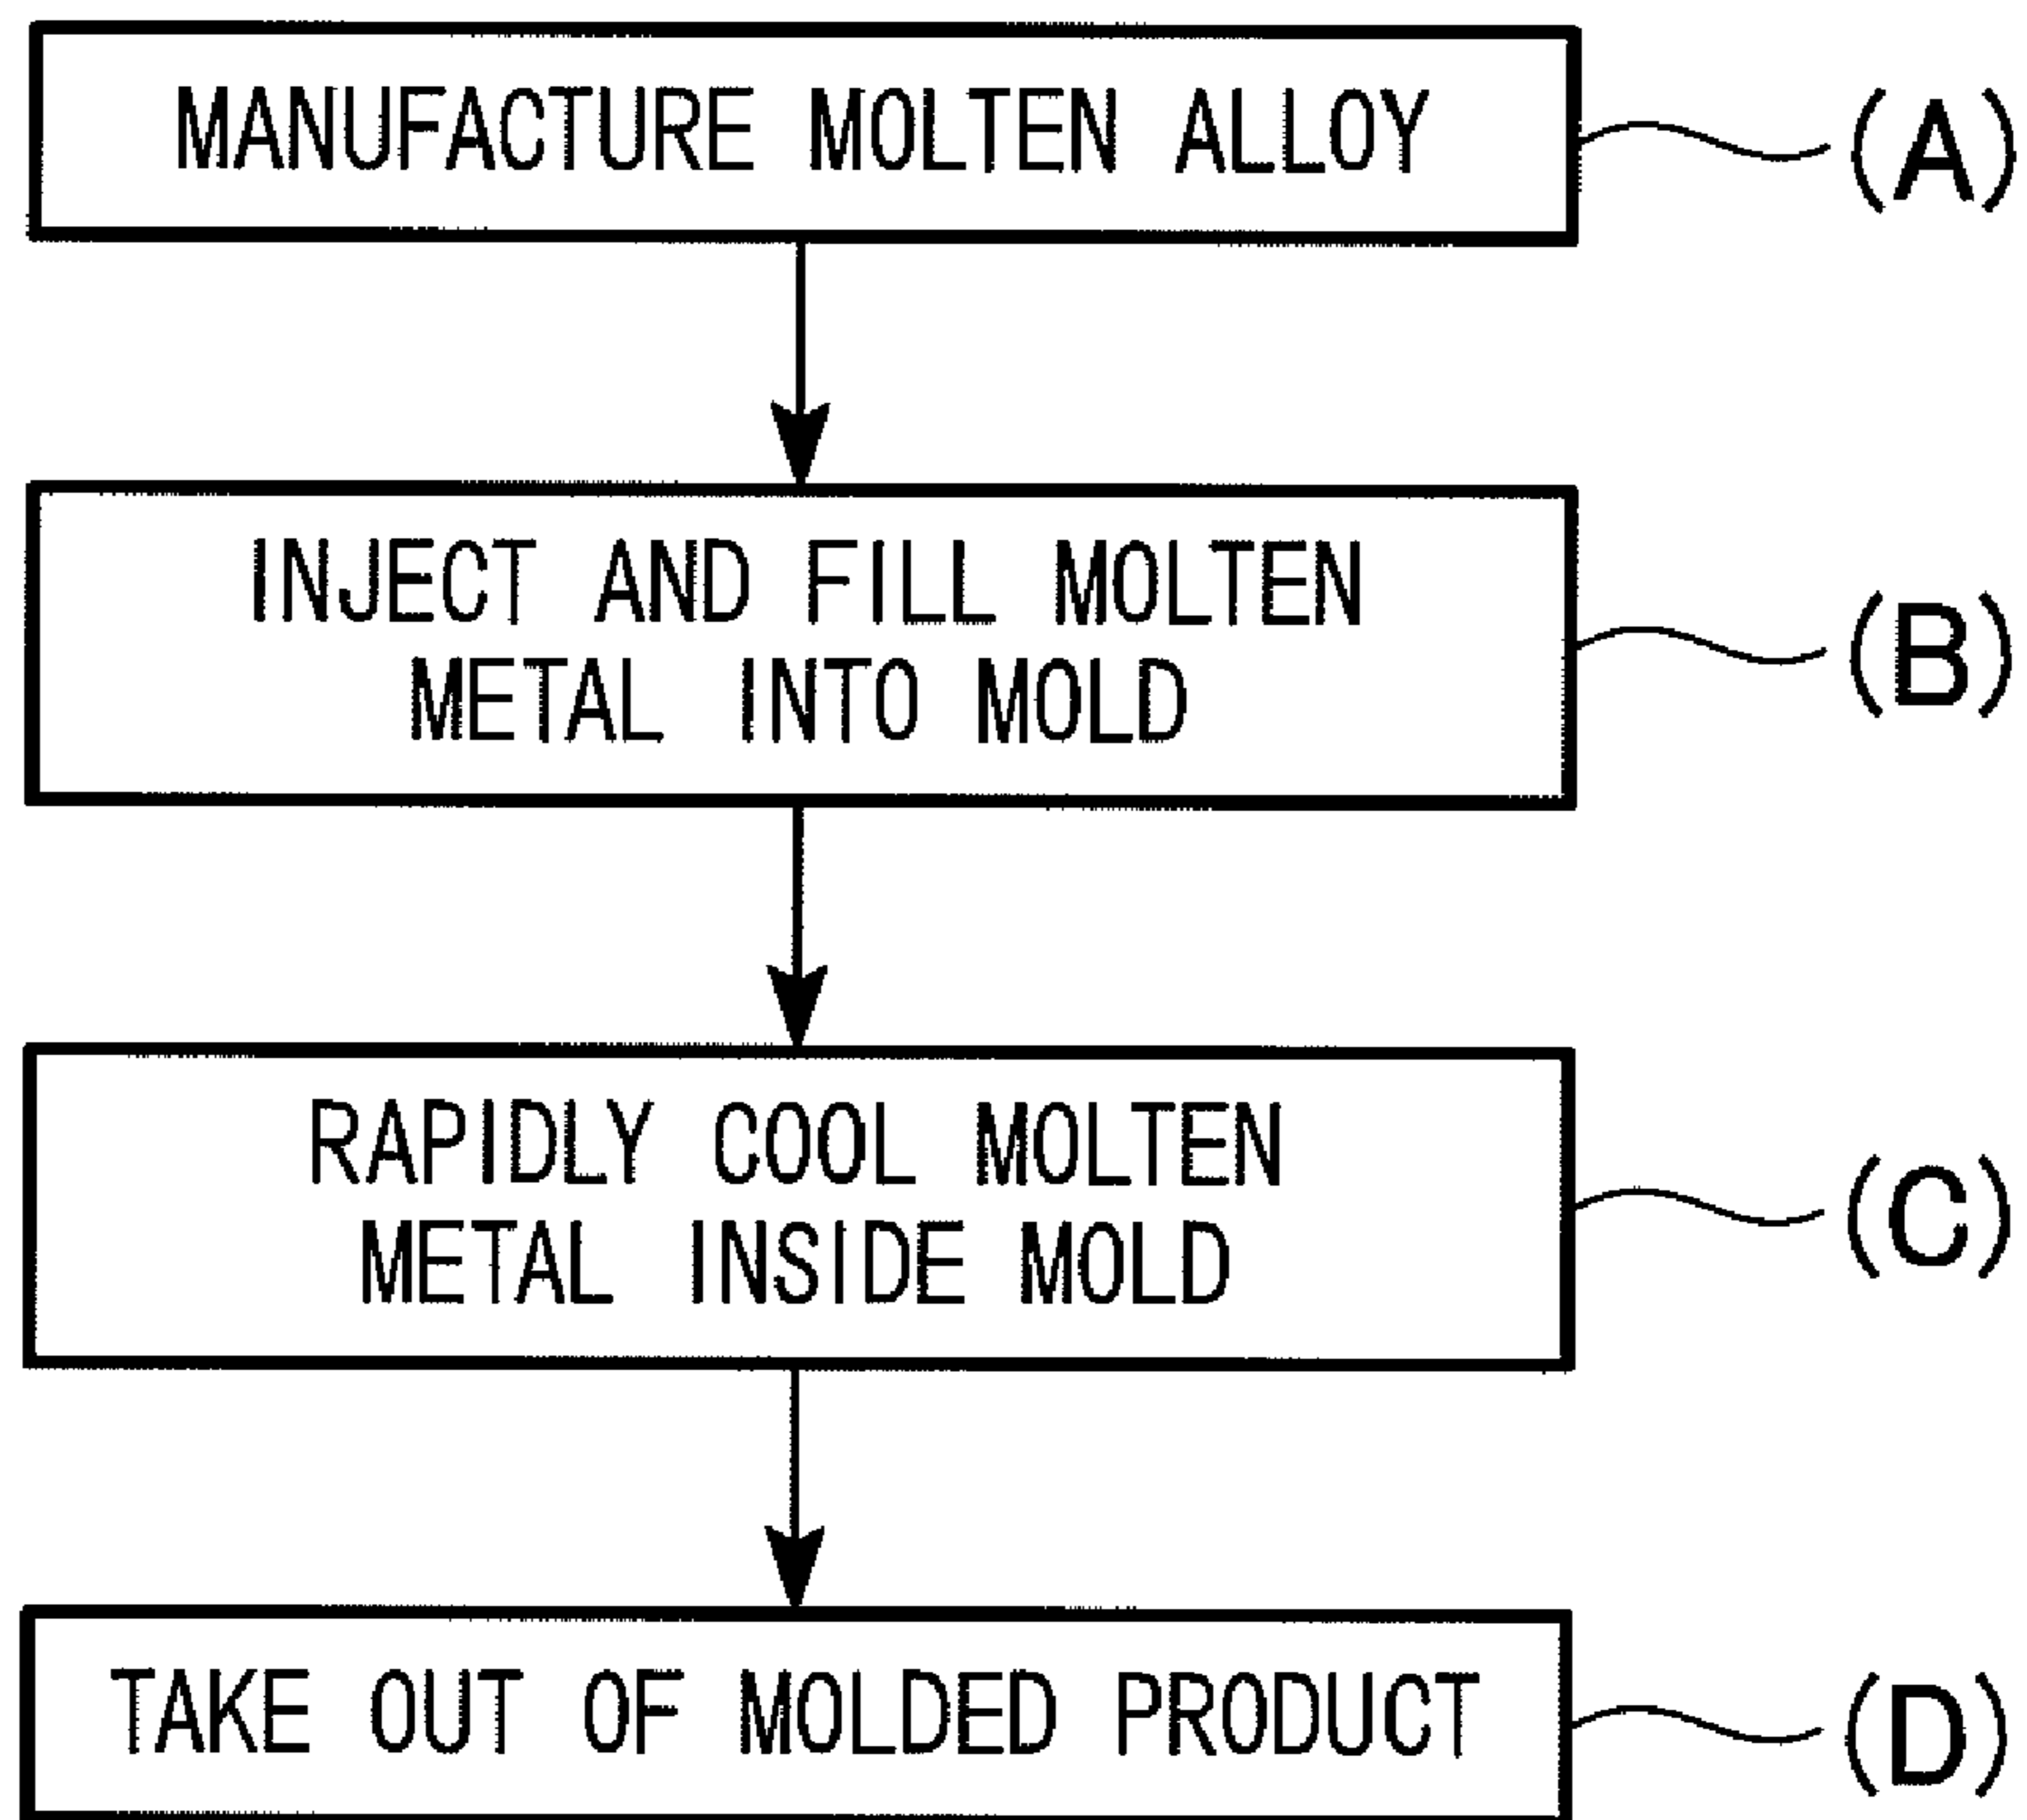 MANUFACTURE MOLTEN ALLOY
(A)
INJECT AND FILL MOLTEN
METAL INTO MOLD
(B)
RAPIDLY COOL MOLTEN
METAL INSIDE MOLD
(C)
TAKE OUT OF MOLDED PRODUCT
(D)